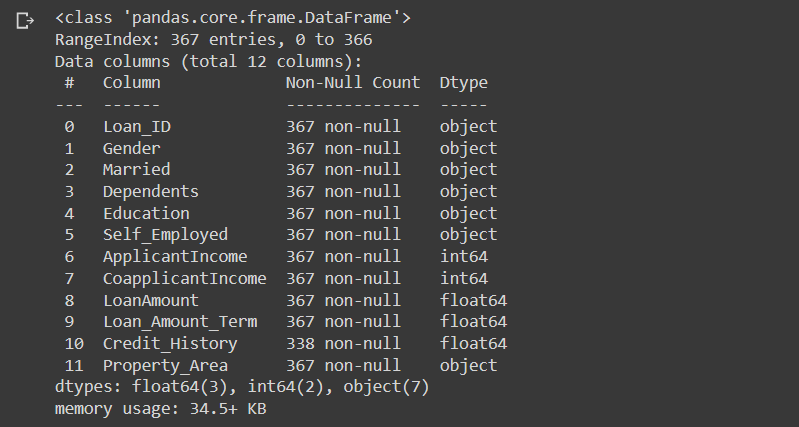 <class 'pandas.core.frame.DataFrame'>
RangeIndex: 367 entries, 0 to 366
Data columns (total 12 columns):
 #   Column             Non-Null Count  Dtype
---  ------             --------------  -----
 0   Loan_ID            367 non-null    object
 1   Gender             367 non-null    object
 2   Married            367 non-null    object
 3   Dependents         367 non-null    object
 4   Education          367 non-null    object
 5   Self_Employed      367 non-null    object
 6   ApplicantIncome    367 non-null    int64
 7   CoapplicantIncome  367 non-null    int64
 8   LoanAmount         367 non-null    float64
 9   Loan_Amount_Term   367 non-null    float64
 10  Credit_History     338 non-null    float64
 11  Property_Area      367 non-null    object
dtypes: float64(3), int64(2), object(7)
memory usage: 34.5+ KB